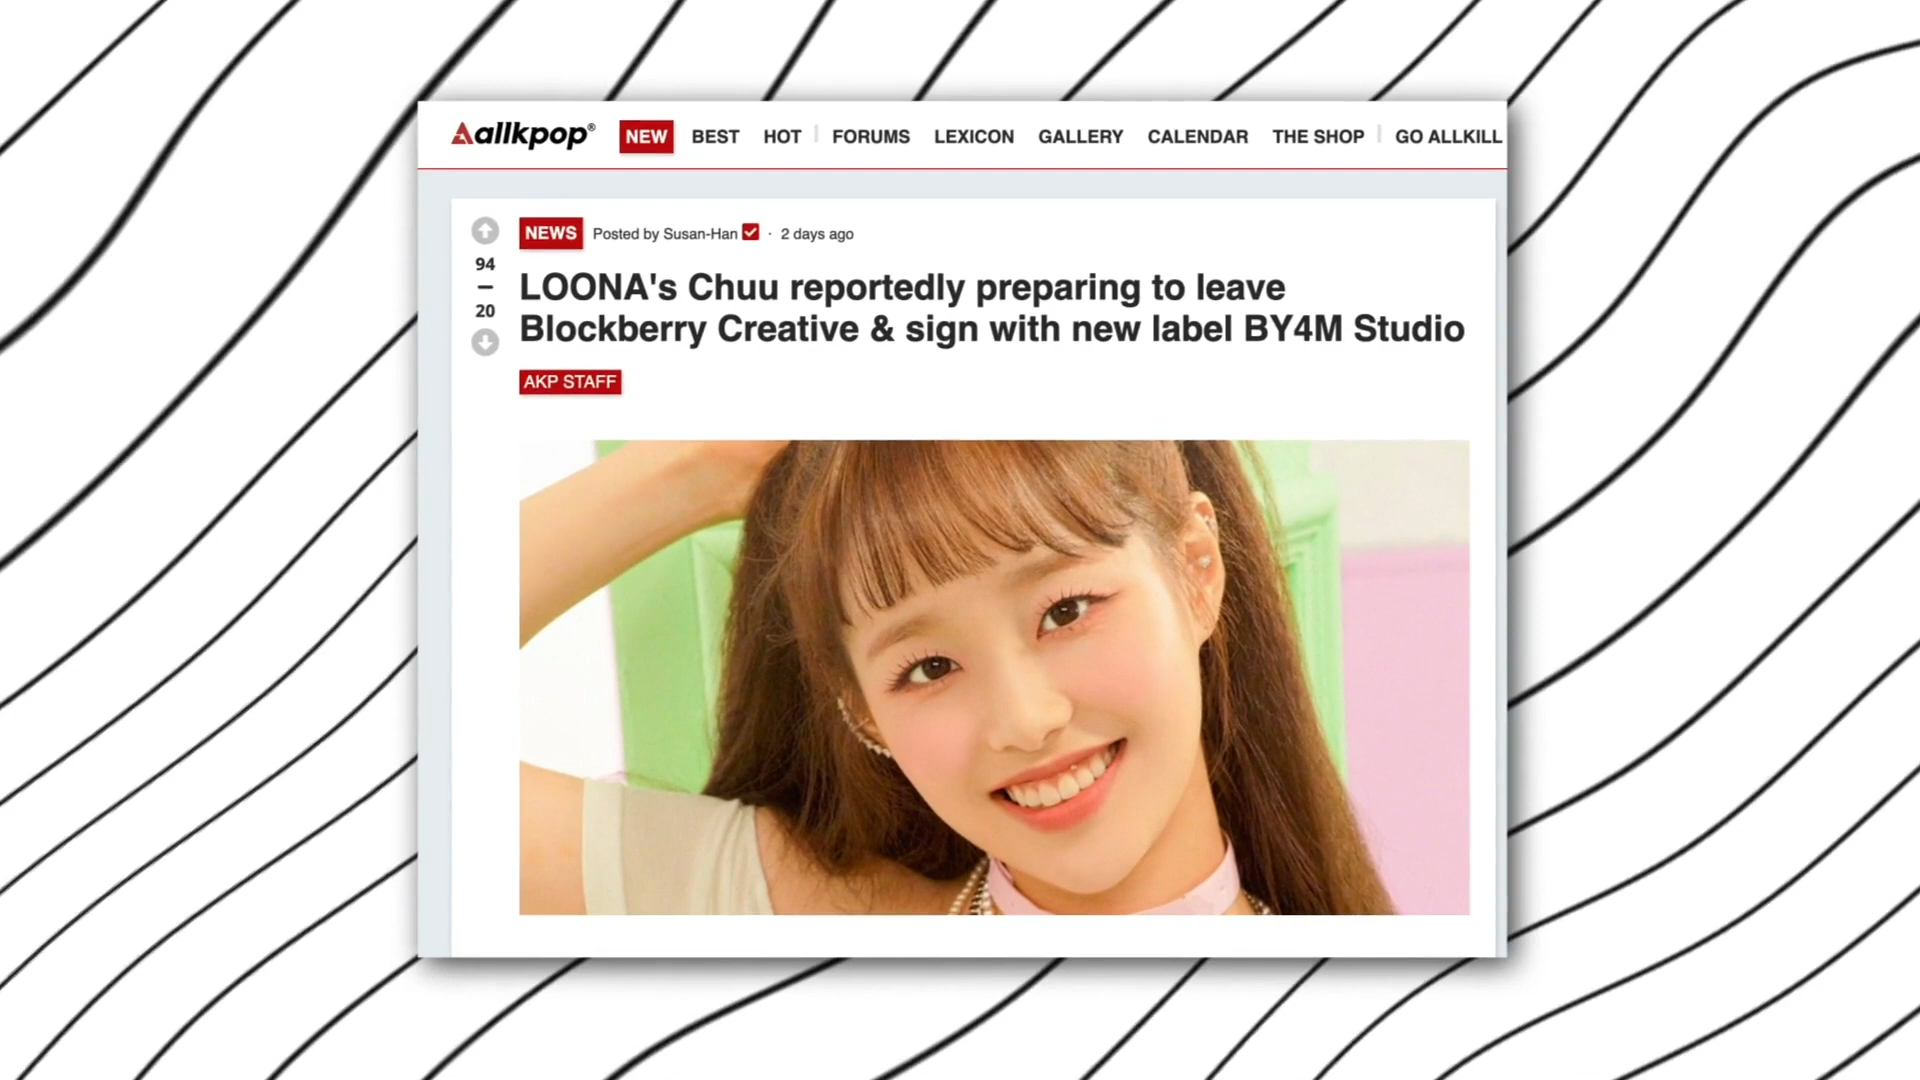 allkpop® NEW BEST HOT FORUMS LEXICON GALLERY CALENDAR THE SHOP GO ALLKILL
NEWS Posted by Susan-Han · 2 days ago
94
20
LOONA's Chuu reportedly preparing to leave
Blockberry Creative & sign with new label BY4M Studio
AKP STAFF